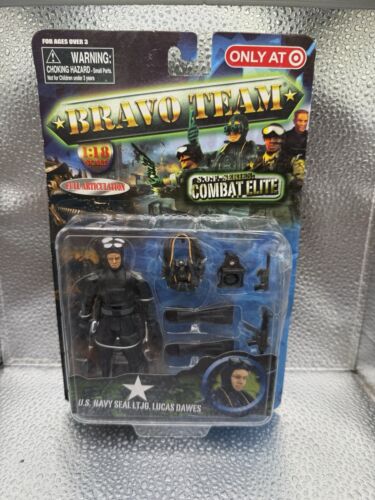 FOR AGES OVER 3
WARNING:
CHOKING HAZARD - Small Parts.
Not for Children under 3 years
ONLY AT
BRAVO TEAM
1:18
SCALE
FULL ARTICULATION
S.O.F. SERIES
COMBAT ELITE
U.S. NAVY SEAL LTJG. LUCAS DAWES